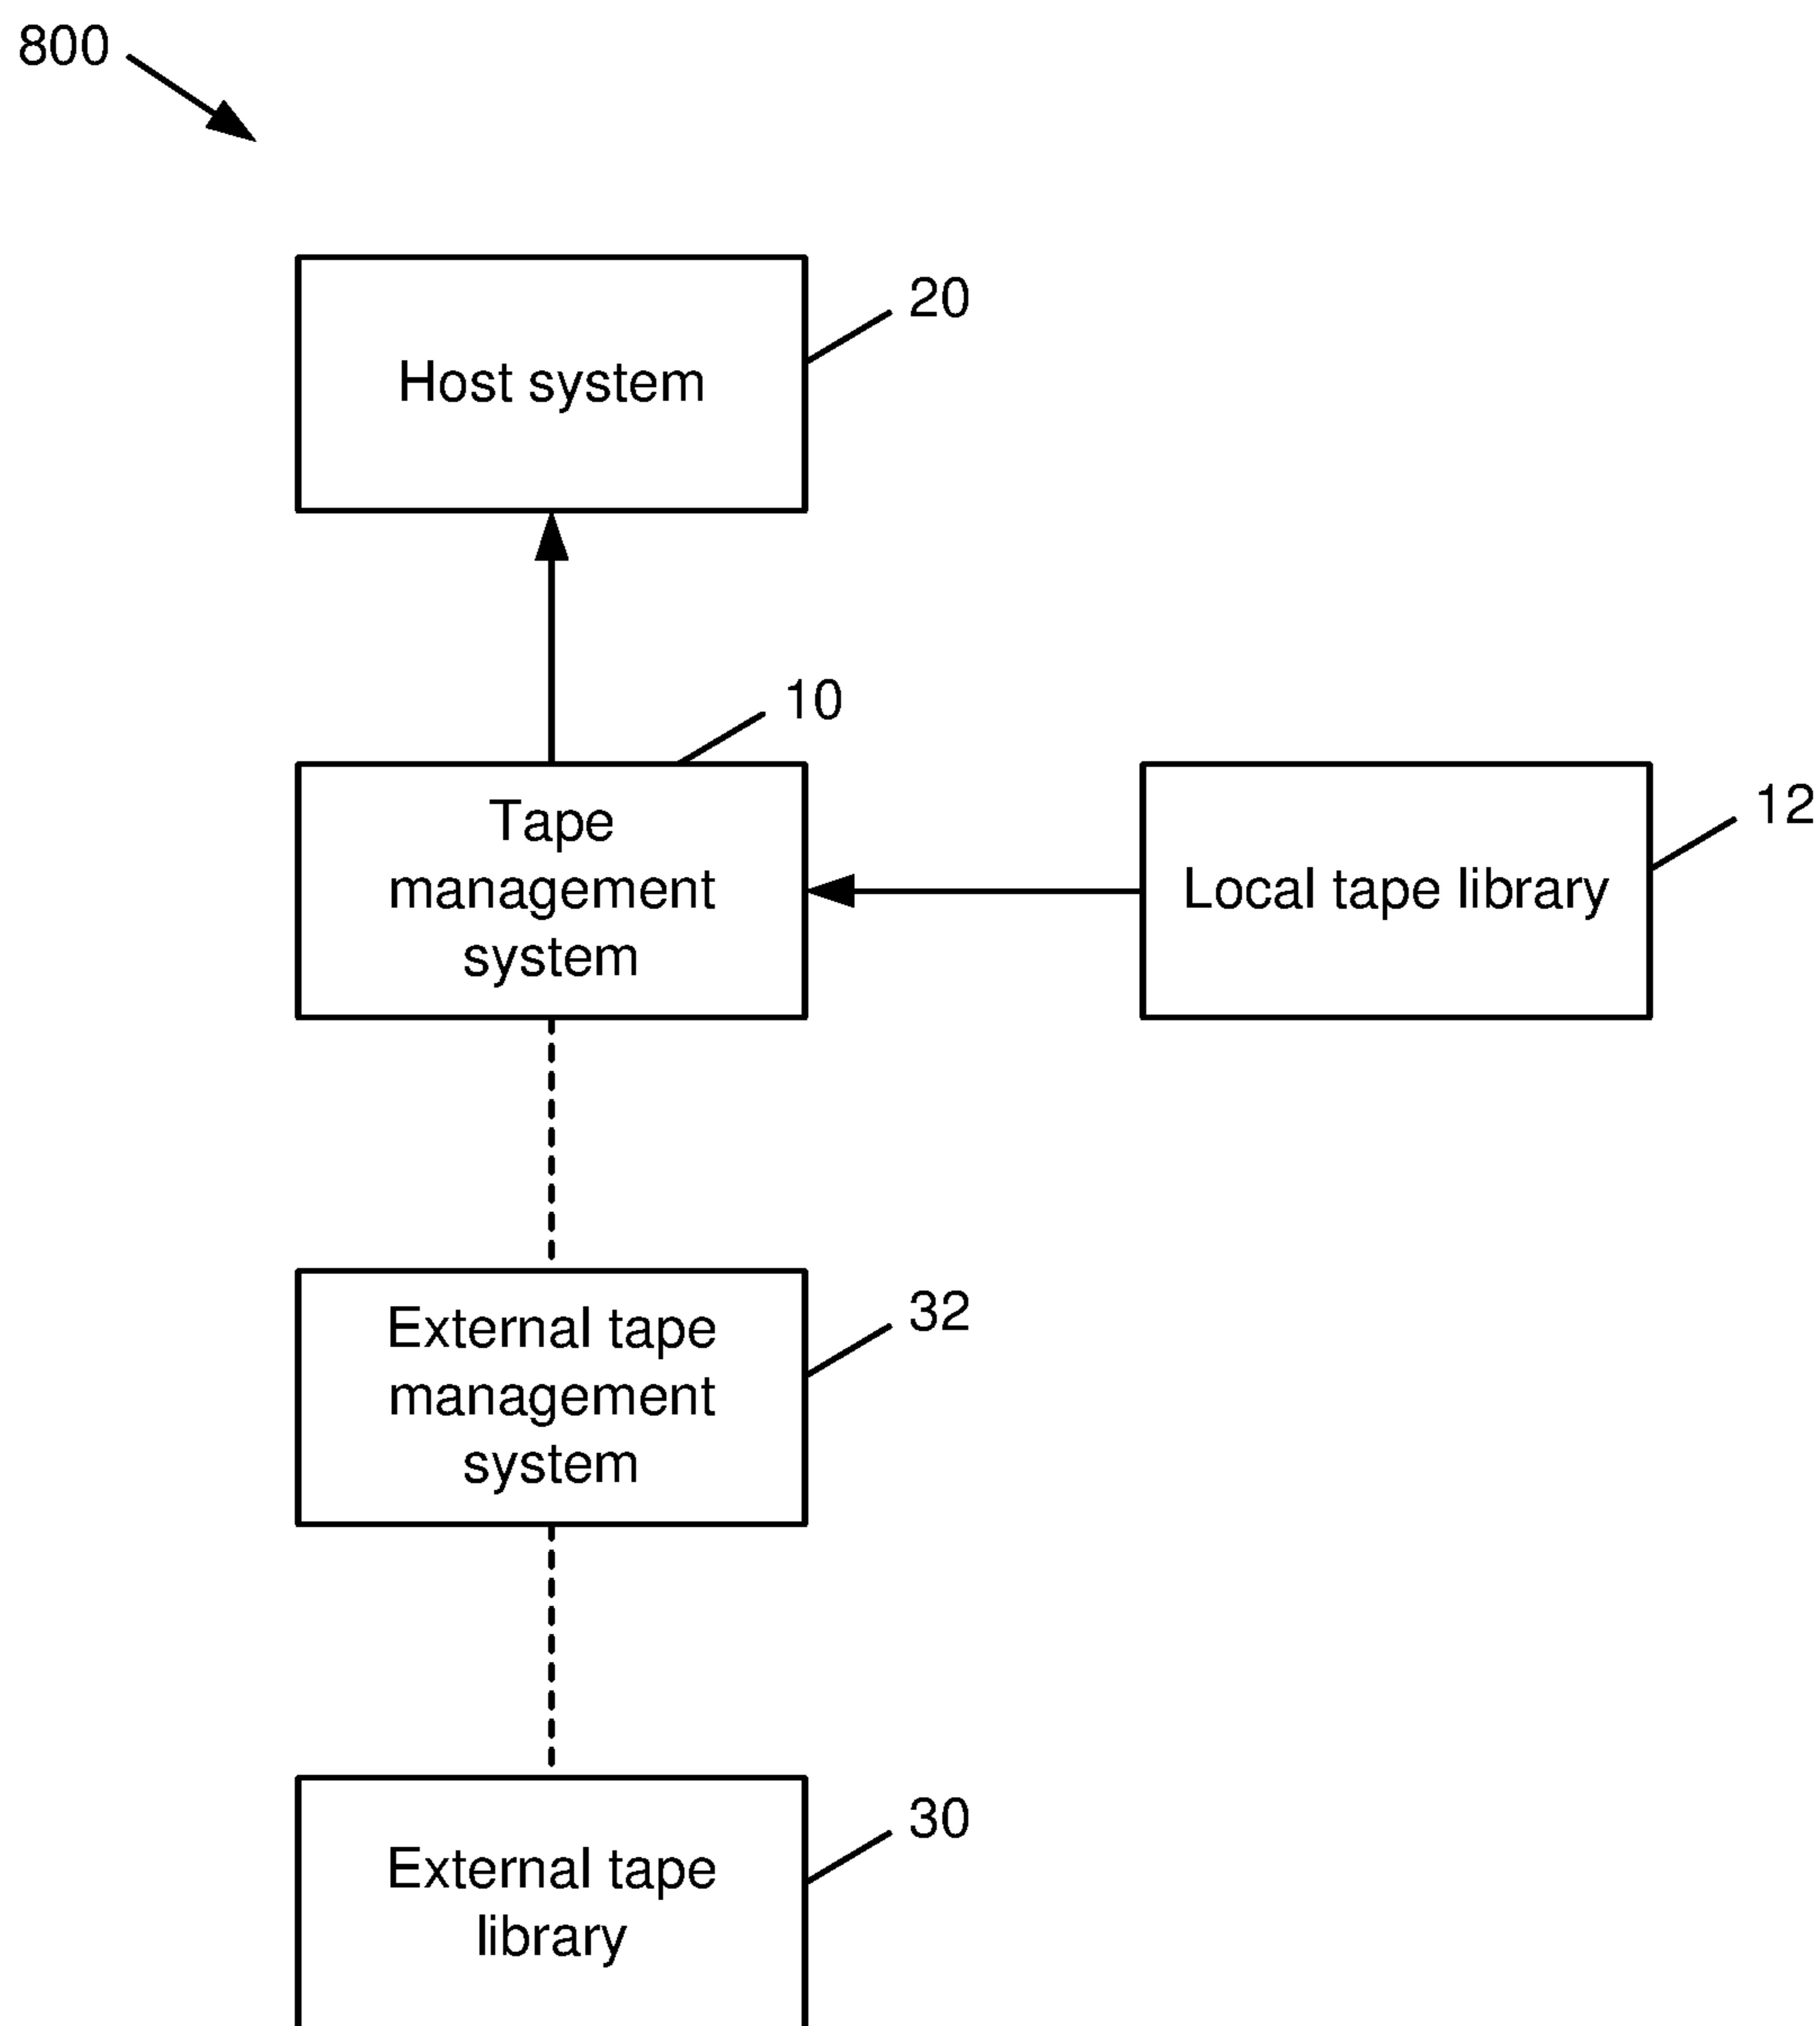 800
20
Host system
10
Tape
management
system
12
Local tape library
32
External tape
management
system
30
External tape
library